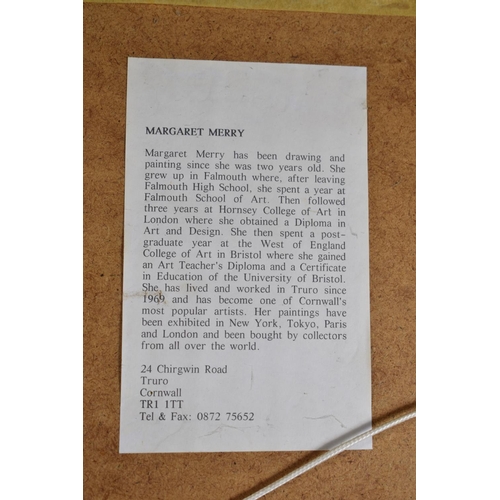 MARGARET MERRY
Margaret Merry has been drawing and
painting since she was two years old. She
grew up in Falmouth where, after leaving
Falmouth High School, she spent a year at
Falmouth School of Art. Then followed
three years at Hornsey College of Art in
London where she obtained a Diploma in
Art and Design. She then spent a post-
graduate year at the West of England
College of Art in Bristol where she gained
an Art Teacher's Diploma and a Certificate
in Education of the University of Bristol.
She has lived and worked in Truro since
1969, and has become one of Cornwall's
most popular artists. Her paintings have
been exhibited in New York, Tokyo, Paris
and London and been bought by collectors
from all over the world.
24 Chirgwin Road
Truro
Cornwall
TR1 1TT
Tel & Fax: 0872 75652